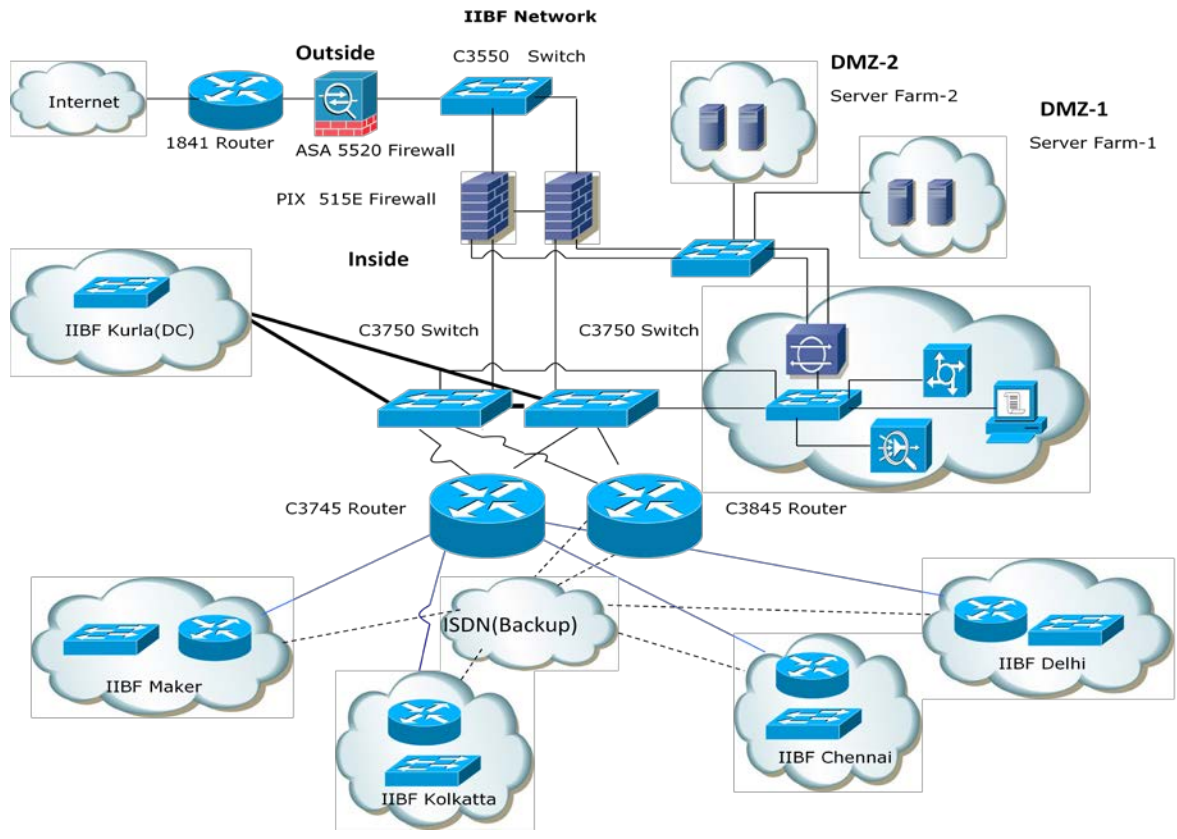 IIBF Network
Outside
C3550 Switch
DMZ-2
Server Farm-2
DMZ-1
Server Farm-1
Internet
1841 Router
ASA 5520 Firewall
PIX 515E Firewall
Inside
IIBF Kurla(DC)
C3750 Switch
C3750 Switch
C3745 Router
C3845 Router
ISDN(Backup)
IIBF Maker
IIBF Delhi
IIBF Chennai
IIBF Kolkatta